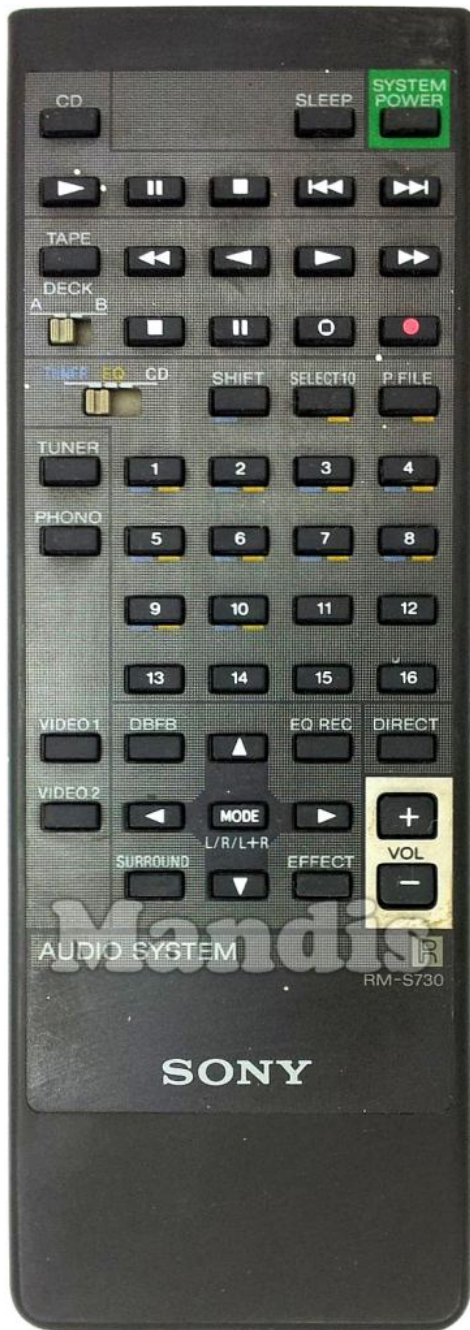 CD
SLEEP
SYSTEM
POWER
TAPE
DECK
A B
TUNER EQ CD
SHIFT SELECT10 P.FILE
TUNER
1 2 3 4
PHONO
5 6 7 8
9 10 11 12
13 14 15 16
VIDEO 1 DBFB EQ REC DIRECT
VIDEO 2
MODE
+
L/R/L+R
VOL
SURROUND EFFECT
−
Mandis
AUDIO SYSTEM
R
RM-S730
SONY